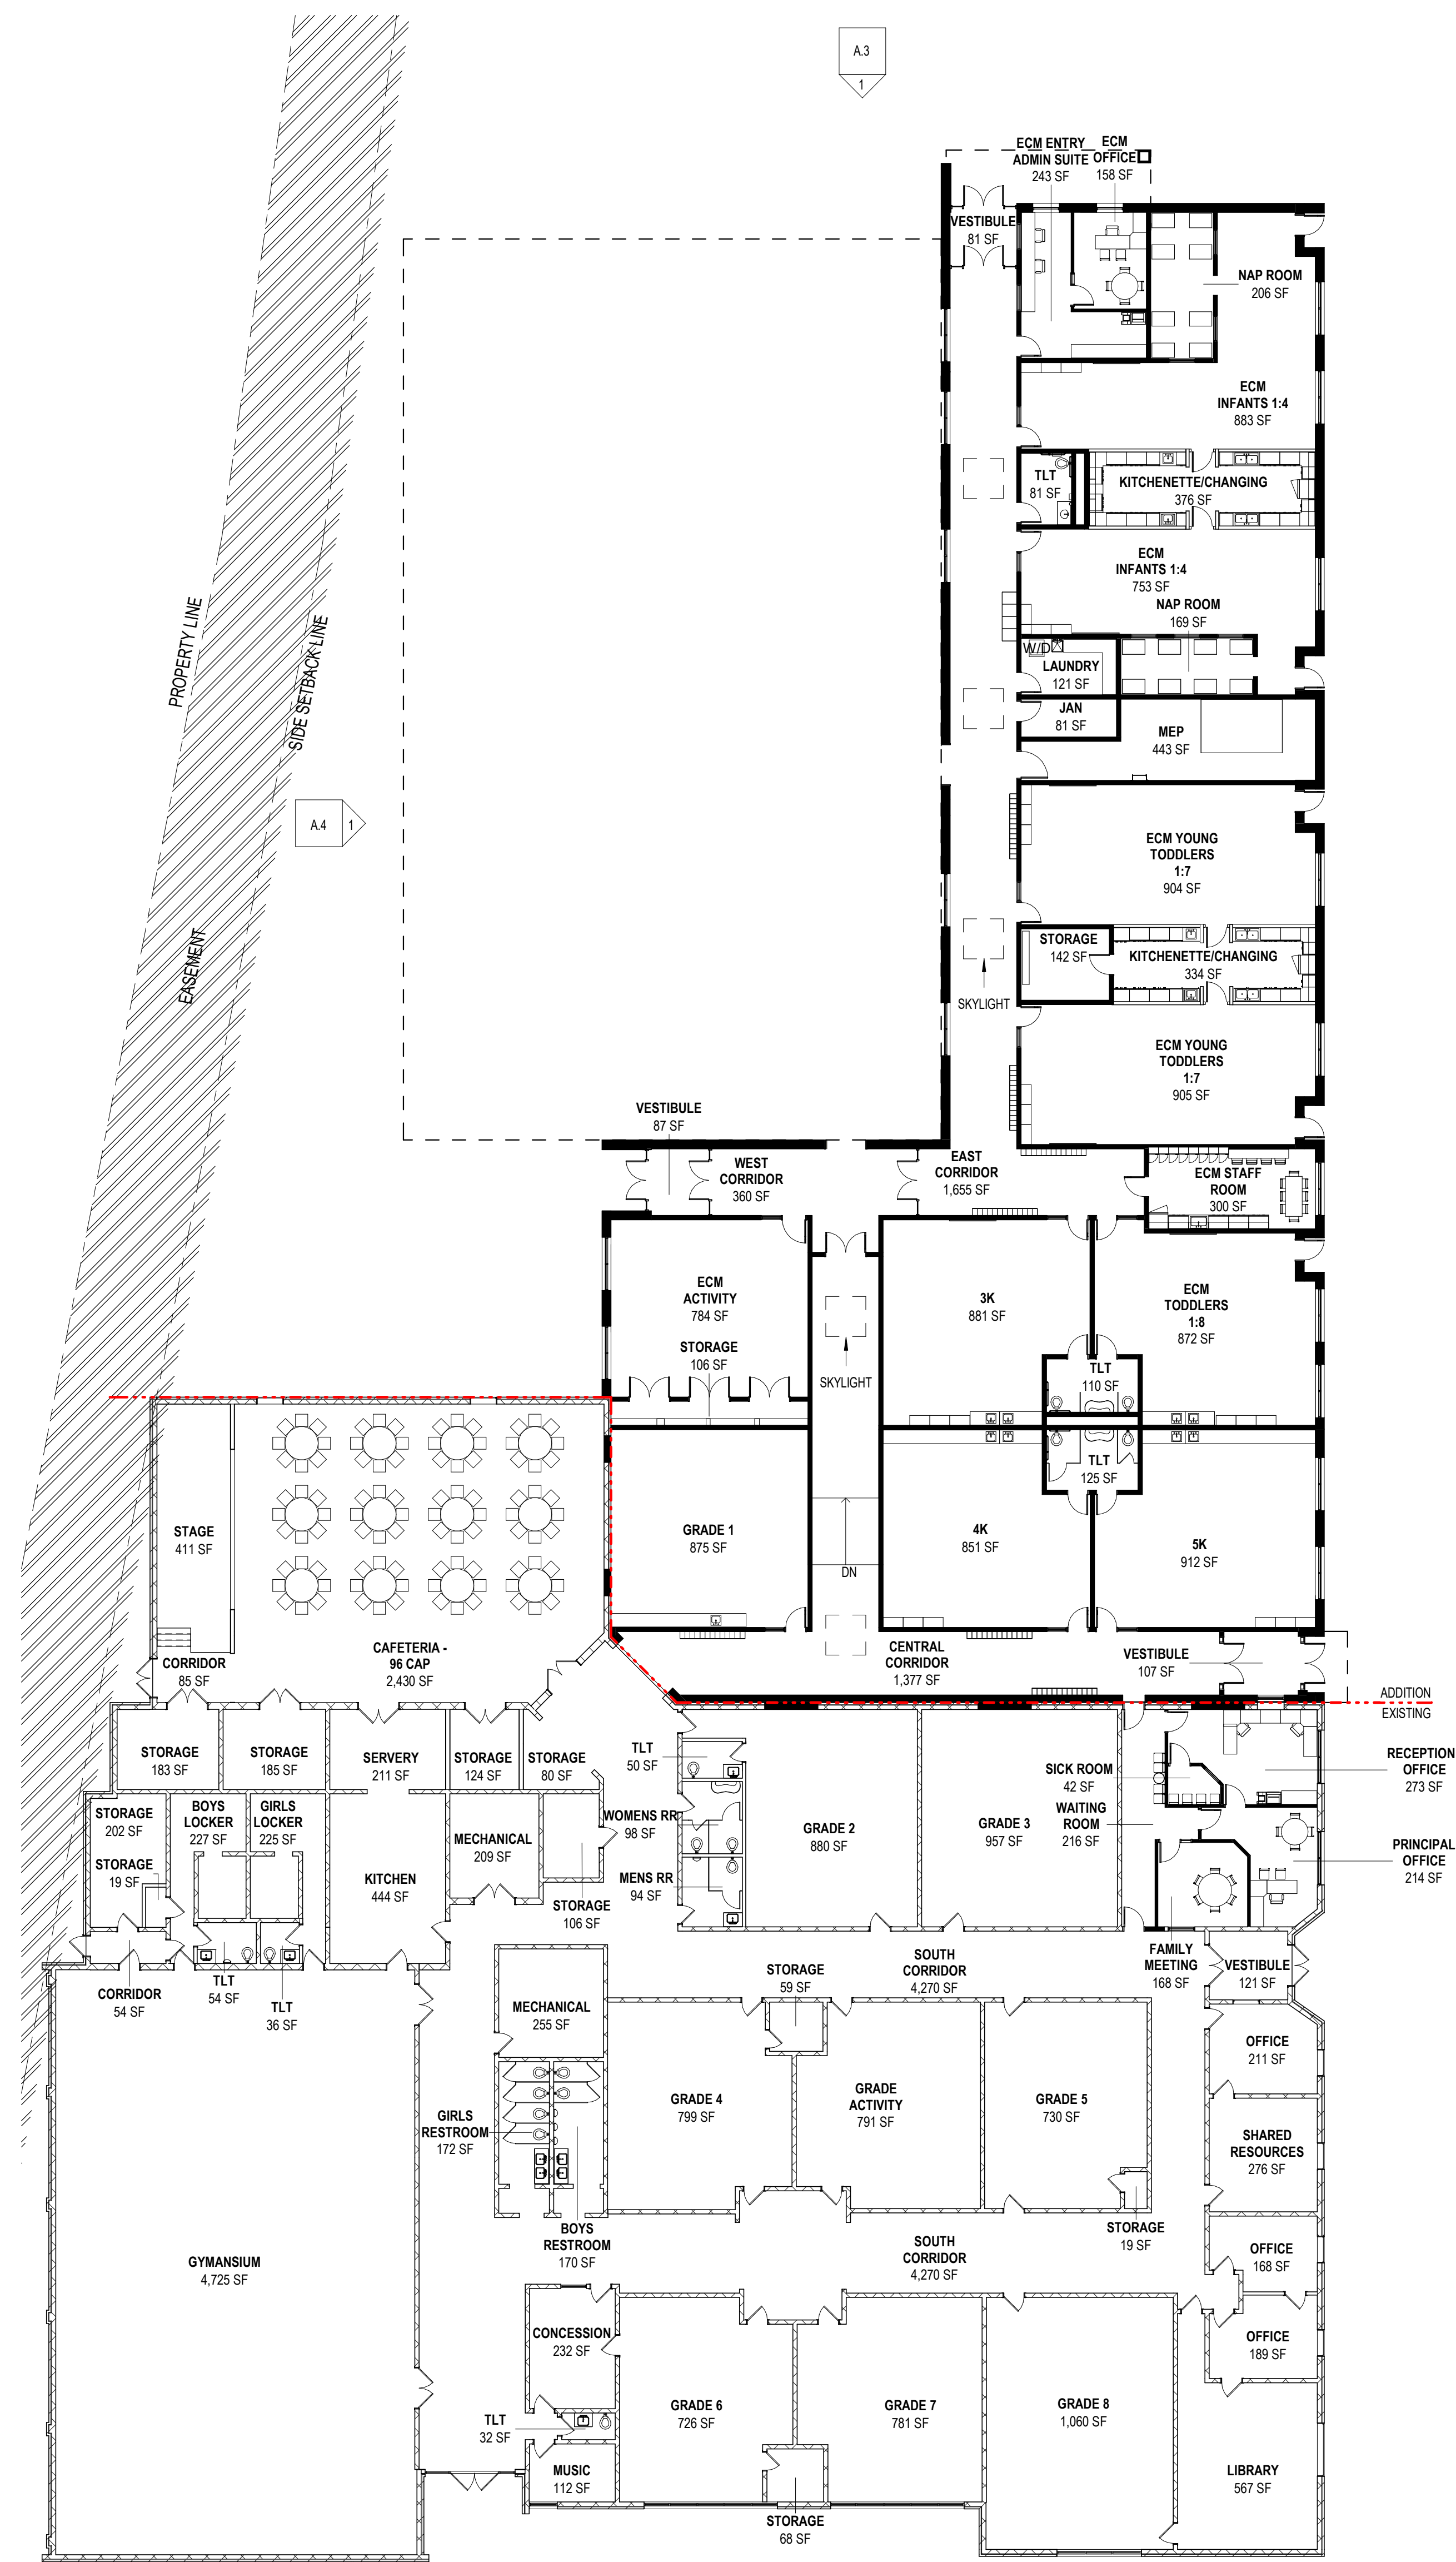 A.3
1
ECM ENTRY
ADMIN SUITE
243 SF
ECM
OFFICE
158 SF
VESTIBULE
81 SF
NAP ROOM
206 SF
ECM
INFANTS 1:4
883 SF
TLT
81 SF
KITCHENETTE/CHANGING
376 SF
ECM
INFANTS 1:4
753 SF
NAP ROOM
169 SF
W/D
LAUNDRY
121 SF
JAN
81 SF
MEP
443 SF
PROPERTY LINE
SIDE SETBACK LINE
A.4
1
ECM YOUNG
TODDLERS
1:7
904 SF
EASEMENT
STORAGE
142 SF
KITCHENETTE/CHANGING
334 SF
SKYLIGHT
ECM YOUNG
TODDLERS
1:7
905 SF
VESTIBULE
87 SF
WEST
CORRIDOR
360 SF
EAST
CORRIDOR
1,655 SF
ECM STAFF
ROOM
300 SF
ECM
ACTIVITY
784 SF
STORAGE
106 SF
SKYLIGHT
3K
881 SF
ECM
TODDLERS
1:8
872 SF
TLT
110 SF
TLT
125 SF
STAGE
411 SF
GRADE 1
875 SF
DN
4K
851 SF
5K
912 SF
CORRIDOR
85 SF
CAFETERIA -
96 CAP
2,430 SF
CENTRAL
CORRIDOR
1,377 SF
VESTIBULE
107 SF
ADDITION
EXISTING
STORAGE
183 SF
STORAGE
185 SF
SERVERY
211 SF
STORAGE
124 SF
STORAGE
80 SF
TLT
50 SF
SICK ROOM
42 SF
RECEPTION
OFFICE
273 SF
STORAGE
202 SF
BOYS
LOCKER
227 SF
GIRLS
LOCKER
225 SF
MECHANICAL
209 SF
WOMENS RR
98 SF
GRADE 2
880 SF
GRADE 3
957 SF
WAITING
ROOM
216 SF
PRINCIPAL
OFFICE
214 SF
STORAGE
19 SF
KITCHEN
444 SF
STORAGE
106 SF
MENS RR
94 SF
CORRIDOR
54 SF
TLT
54 SF
TLT
36 SF
SOUTH
CORRIDOR
4,270 SF
FAMILY
MEETING
168 SF
VESTIBULE
121 SF
STORAGE
59 SF
MECHANICAL
255 SF
OFFICE
211 SF
GRADE 4
799 SF
GRADE
ACTIVITY
791 SF
GRADE 5
730 SF
GIRLS
RESTROOM
172 SF
SHARED
RESOURCES
276 SF
BOYS
RESTROOM
170 SF
STORAGE
19 SF
GYMANSIUM
4,725 SF
SOUTH
CORRIDOR
4,270 SF
OFFICE
168 SF
CONCESSION
232 SF
OFFICE
189 SF
GRADE 6
726 SF
GRADE 7
781 SF
GRADE 8
1,060 SF
TLT
32 SF
MUSIC
112 SF
LIBRARY
567 SF
STORAGE
68 SF